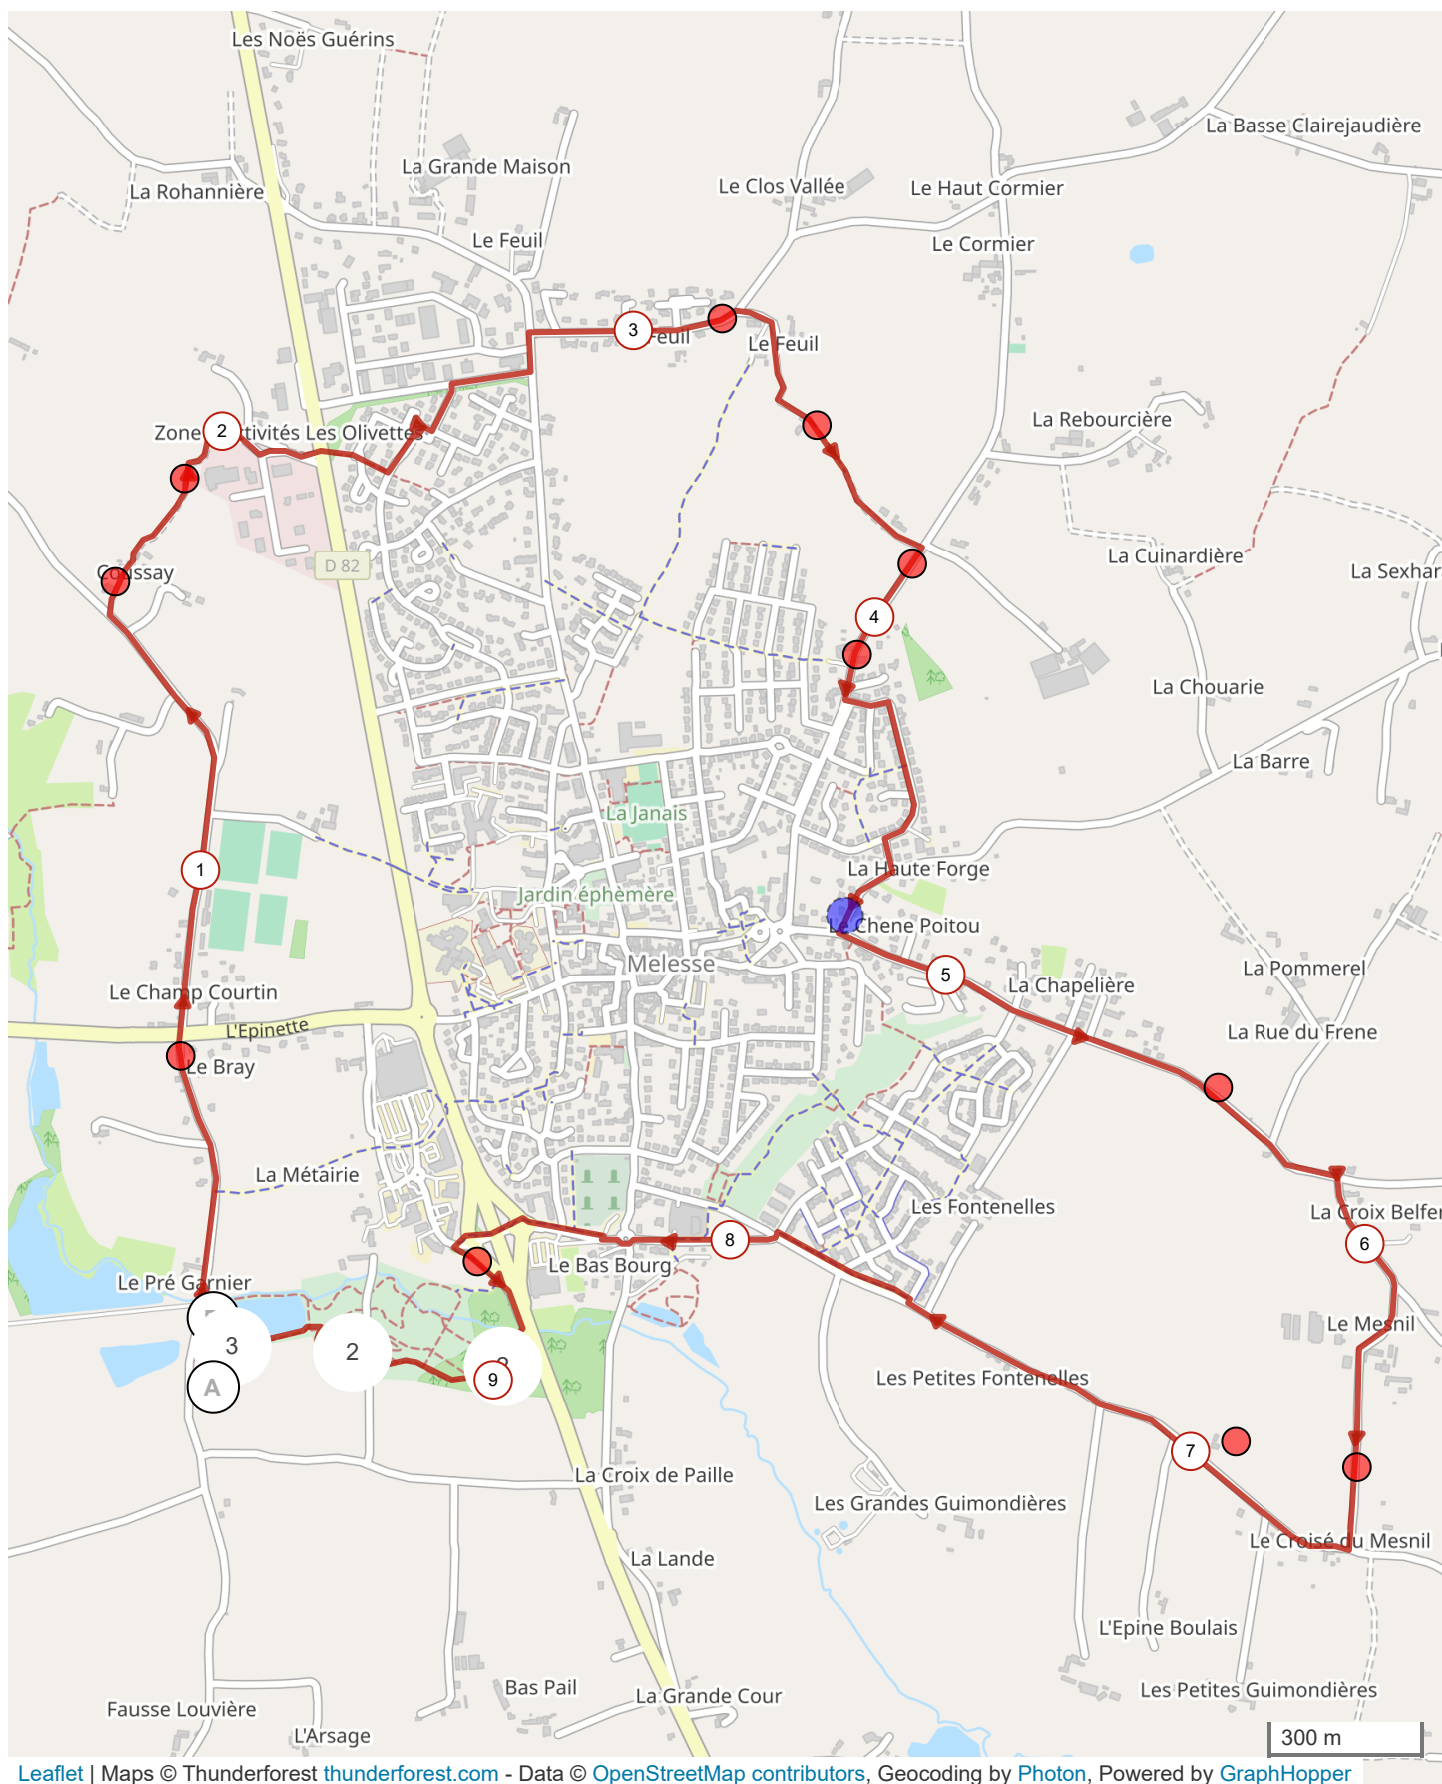 Les Noës Guérins
La Basse Clairejaudière
La Grande Maison
La Rohannière
Le Clos Vallée
Le Haut Cormier
Le Feuil
Le Cormier
3
Feuil
Le Feuil
La Rebourcière
2
Zone
tivités Les Olivettes
La Cuinardière
D 82
Coussay
La Sexhar
4
La Chouarie
La Barre
La Janais
1
La Haute Forge
Jardin éphèmère
Le Chene Poitou
Melesse
5
La Pommerel
La Chapelière
Le Champ Courtin
L'Epinette
La Rue du Frene
Le Bray
La Métairie
Les Fontenelles
La Croix Belfer
8
6
Le Bas Bourg
Le Pré Garnier
Le Mesnil
3
2
9
A
Les Petites Fontenelles
7
La Croix de Paille
Les Grandes Guimondières
Le Croisé du Mesnil
La Lande
L'Epine Boulais
Bas Pail
La Grande Cour
Les Petites Guimondières
Fausse Louvière
L'Arsage
300 m
Leaflet | Maps © Thunderforest thunderforest.com - Data © OpenStreetMap contributors, Geocoding by Photon, Powered by GraphHopper